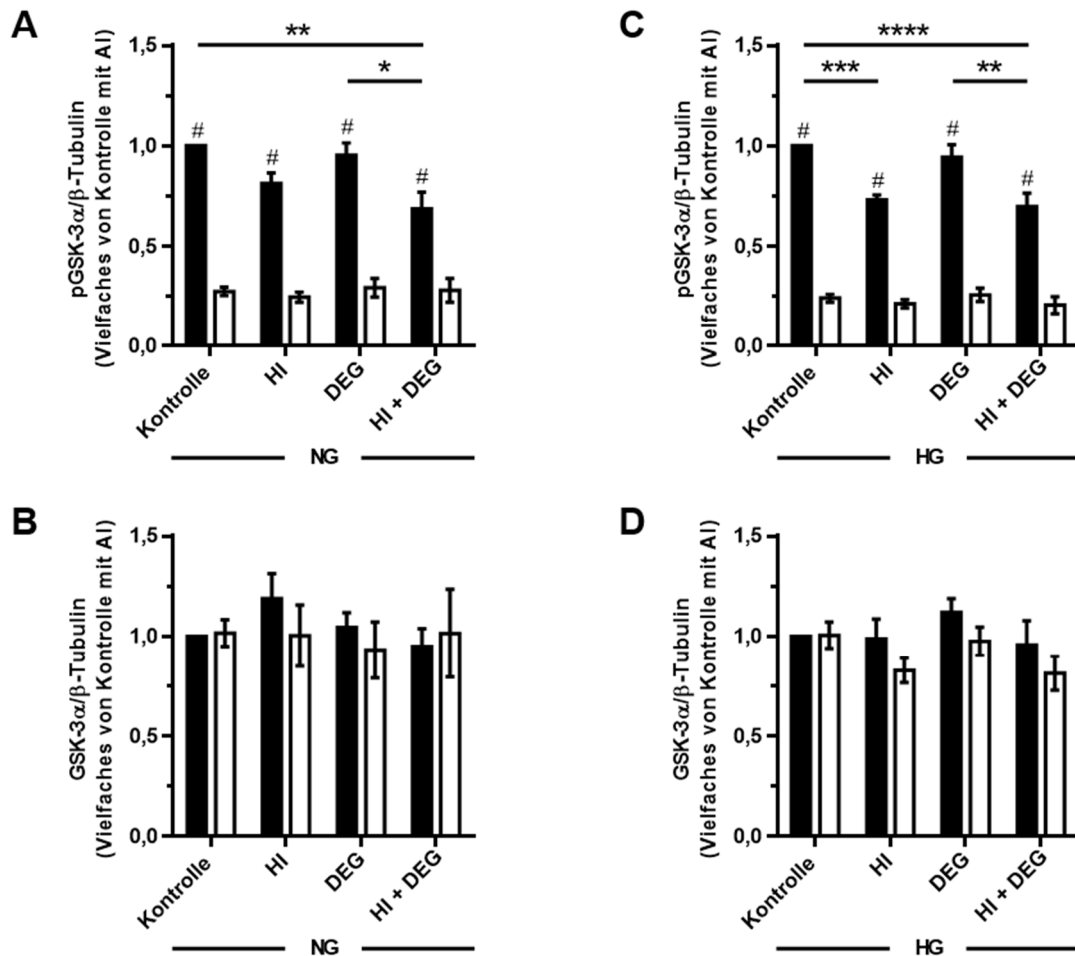 A
pGSK-3α/β-Tubulin
(Vielfaches von Kontrolle mit AI)
1,5
1,0
0,5
0,0
**
*
#
#
#
#
Kontrolle
HI
DEG
HI + DEG
NG
C
pGSK-3α/β-Tubulin
(Vielfaches von Kontrolle mit AI)
1,5
1,0
0,5
0,0
****
***
**
#
#
#
#
Kontrolle
HI
DEG
HI + DEG
HG
B
GSK-3α/β-Tubulin
(Vielfaches von Kontrolle mit AI)
1,5
1,0
0,5
0,0
Kontrolle
HI
DEG
HI + DEG
NG
D
GSK-3α/β-Tubulin
(Vielfaches von Kontrolle mit AI)
1,5
1,0
0,5
0,0
Kontrolle
HI
DEG
HI + DEG
HG